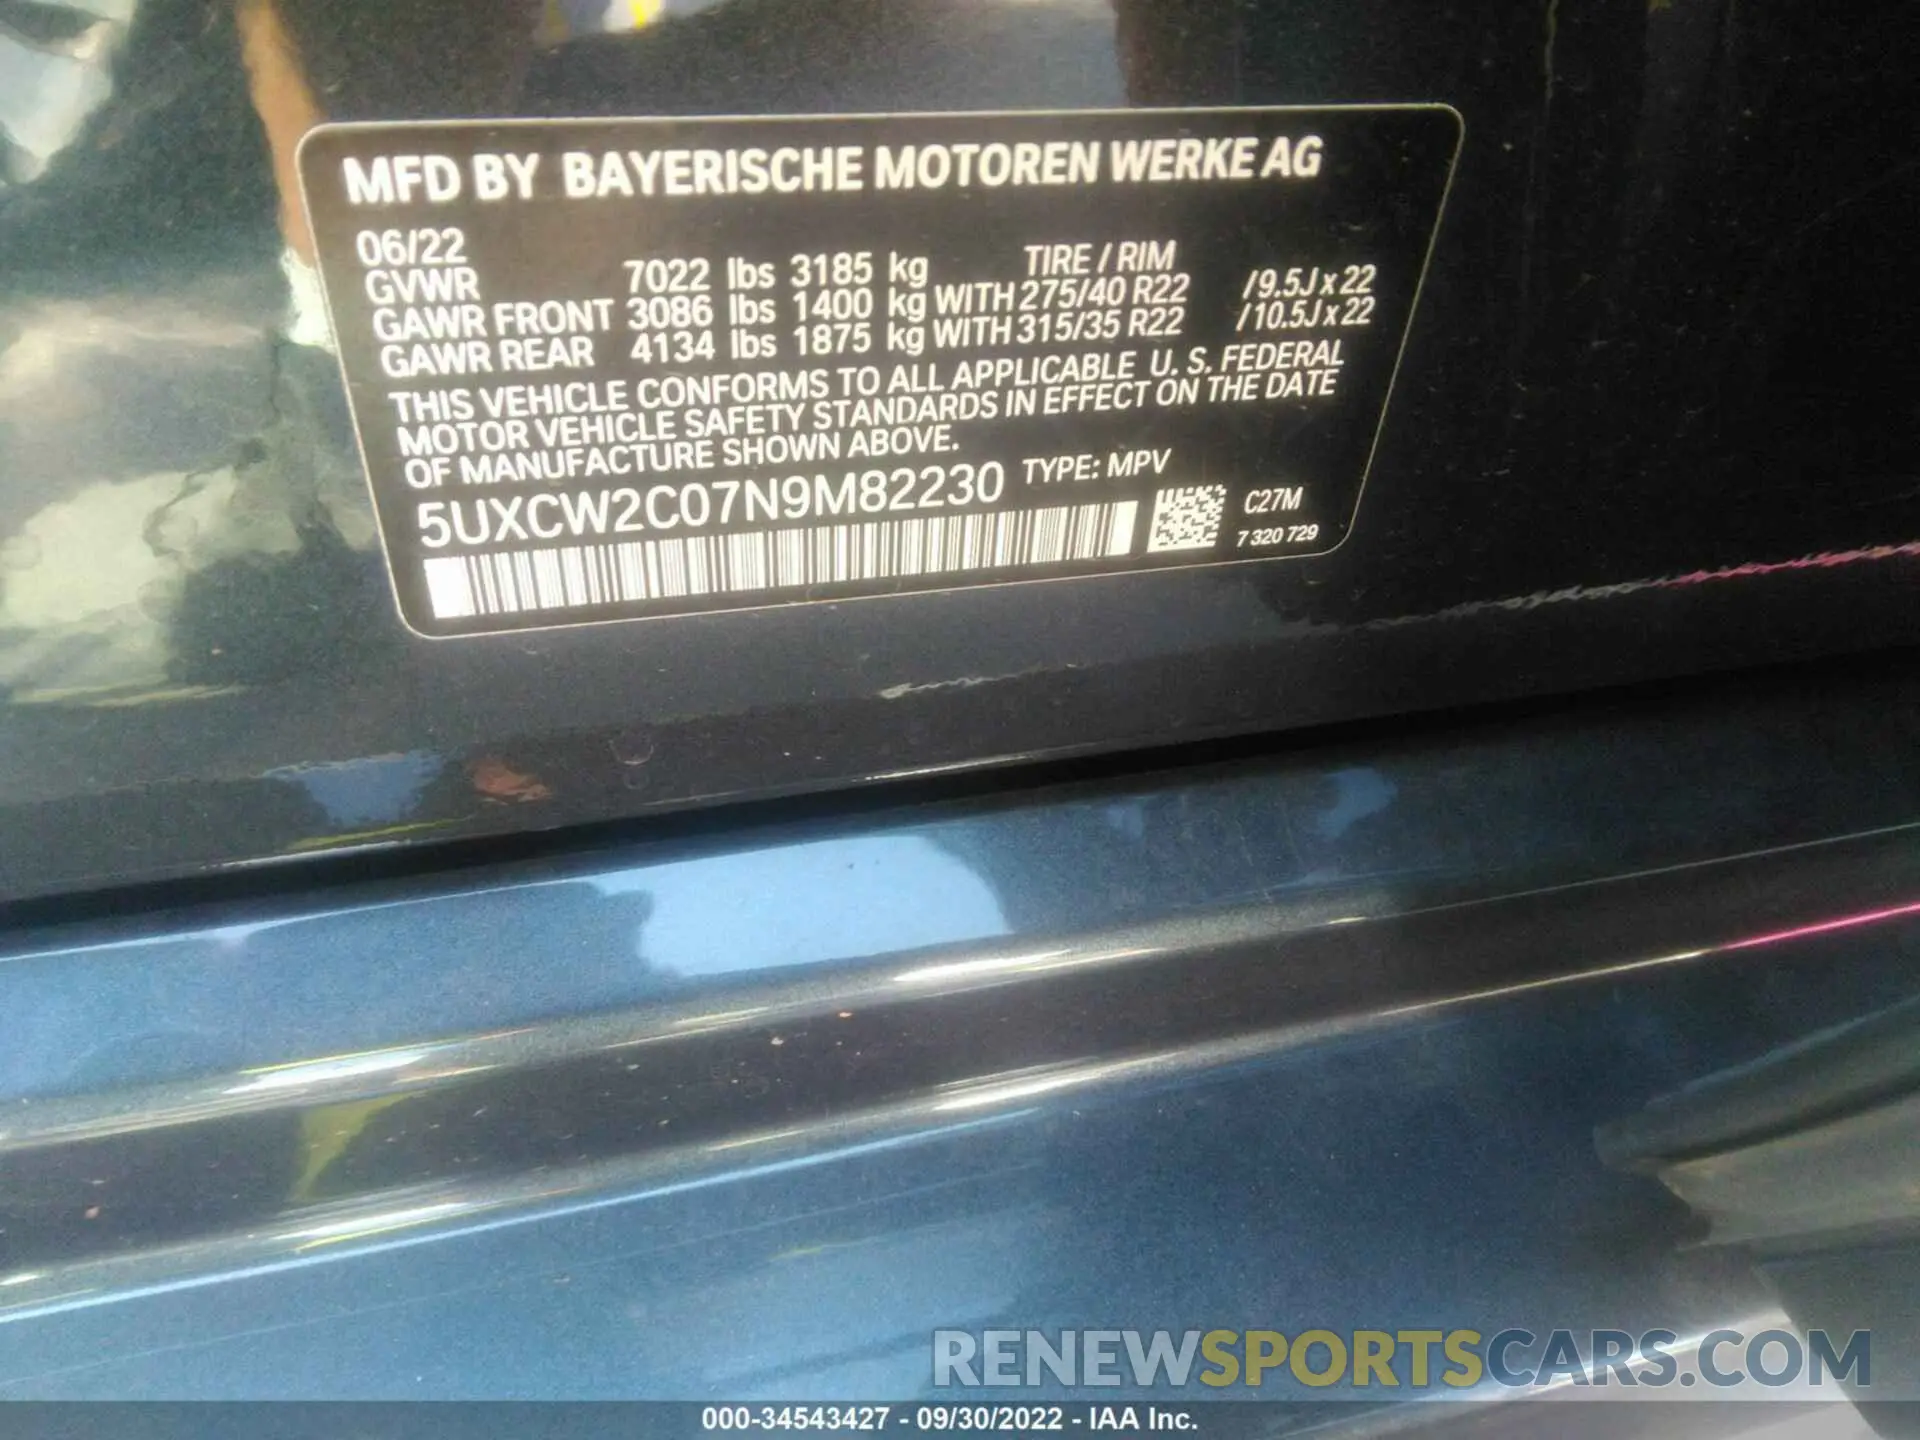 MFD BY BAYERISCHE MOTOREN WERKE AG
06/22
TIRE / RIM
GVWR 7022 lbs 3185 kg
GAWR FRONT 3086 lbs 1400 kg WITH 275/40 R22 / 9.5J x 22
GAWR REAR 4134 lbs 1875 kg WITH 315/35 R22 / 10.5J x 22
THIS VEHICLE CONFORMS TO ALL APPLICABLE U. S. FEDERAL
MOTOR VEHICLE SAFETY STANDARDS IN EFFECT ON THE DATE
OF MANUFACTURE SHOWN ABOVE.
5UXCW2C07N9M82230 TYPE: MPV
C27M
7 320 729
RENEWSPORTSCARS.COM
000-34543427 - 09/30/2022 - IAA Inc.